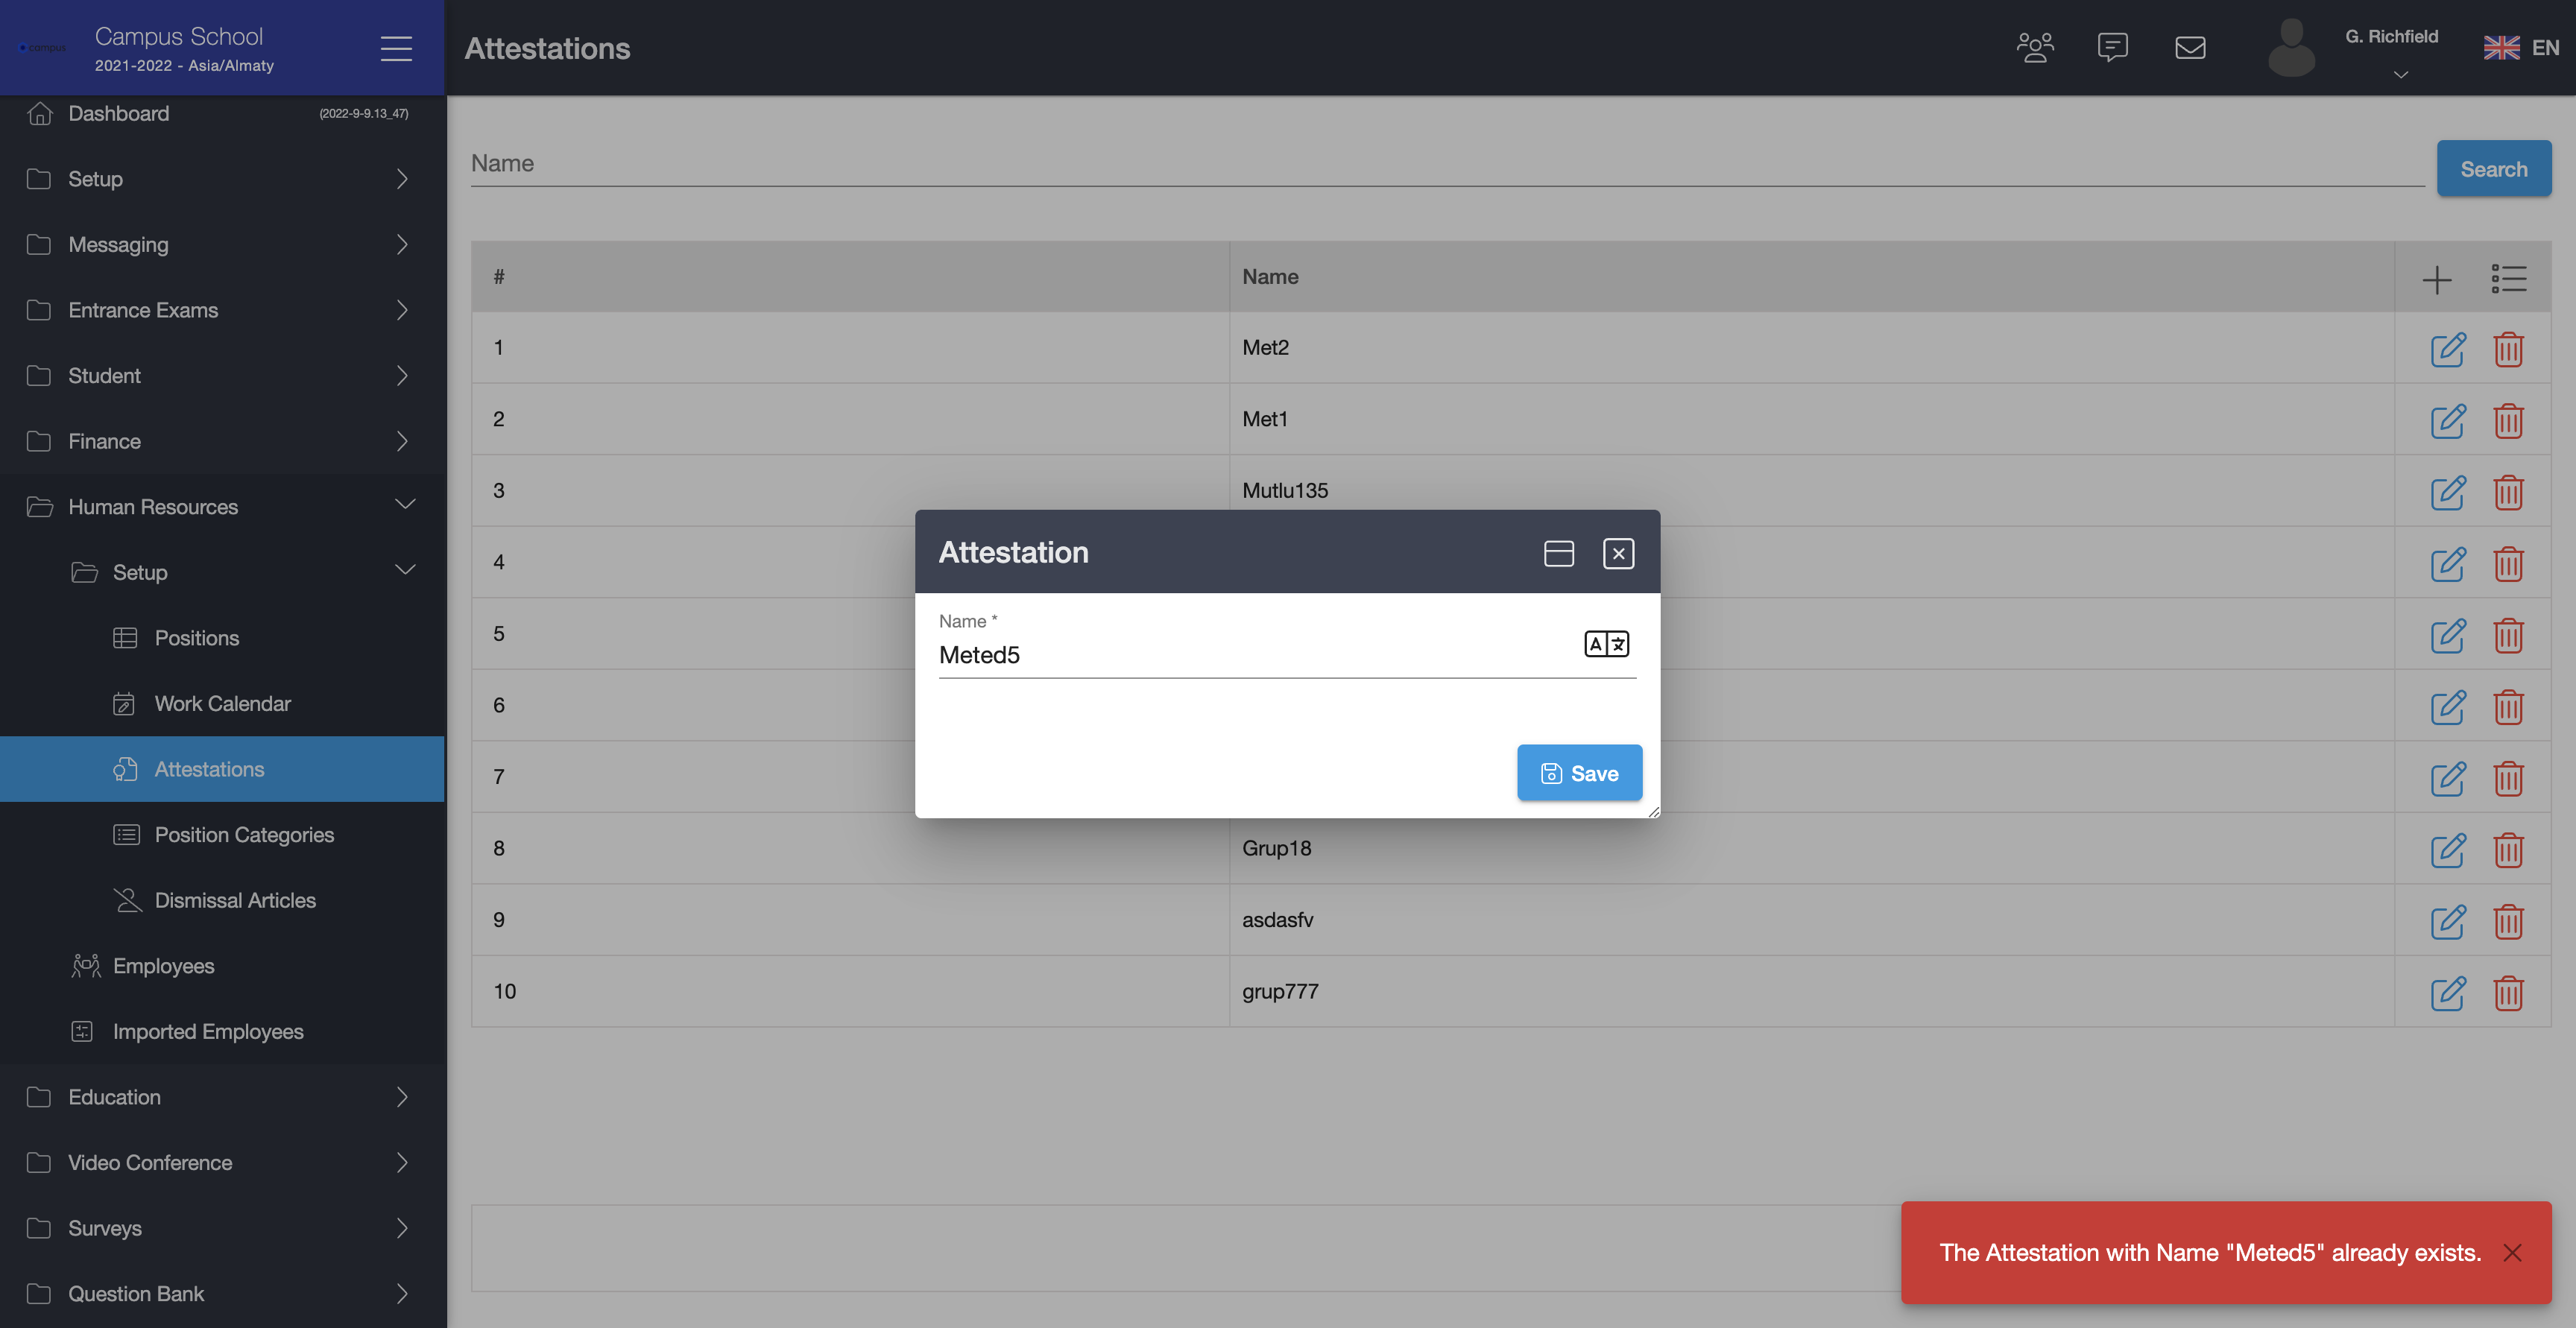 campus
Campus School
2021-2022 - Asia/Almaty
Attestations
G. Richfield
EN
Dashboard
(2022-9-9.13_47)
Setup
Messaging
Entrance Exams
Student
Finance
Human Resources
Setup
Positions
Work Calendar
Attestations
Position Categories
Dismissal Articles
Employees
Imported Employees
Education
Video Conference
Surveys
Question Bank
Name
Search
# Name
1 Met2
2 Met1
3 Mutlu135
4
5
6
7
8 Grup18
9 asdasfv
10 grup777
Attestation
Name *
Meted5
A 文
Save
The Attestation with Name "Meted5" already exists.